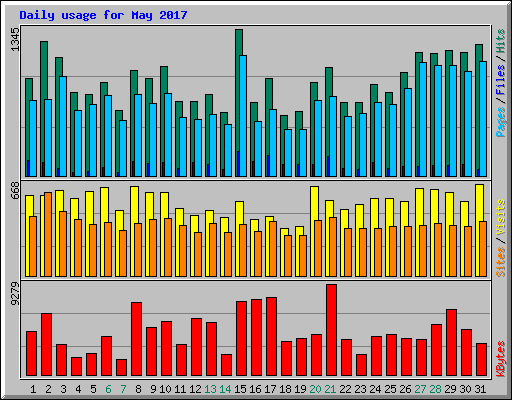 Daily usage for May 2017
1345
Pages / Files / Hits
668
Sites / Visits
9279
KBytes
1 2 3 4 5 6 7 8 9 10 11 12 13 14 15 16 17 18 19 20 21 22 23 24 25 26 27 28 29 30 31